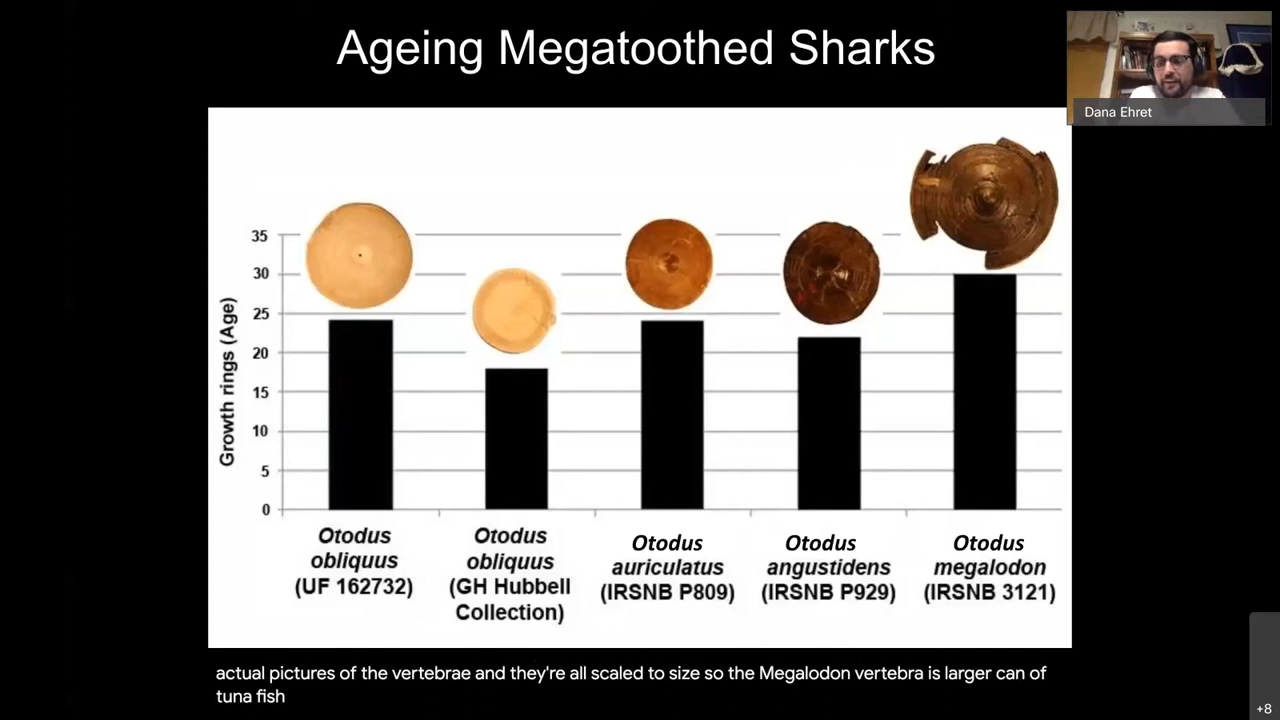 Ageing Megatoothed Sharks
Dana Ehret
Growth rings (Age)
35
30
25
20
15
10
5
0
Otodus
obliquus
(UF 162732)
Otodus
obliquus
(GH Hubbell
Collection)
Otodus
auriculatus
(IRSNB P809)
Otodus
angustidens
(IRSNB P929)
Otodus
megalodon
(IRSNB 3121)
actual pictures of the vertebrae and they're all scaled to size so the Megalodon vertebra is larger can of
tuna fish
+8